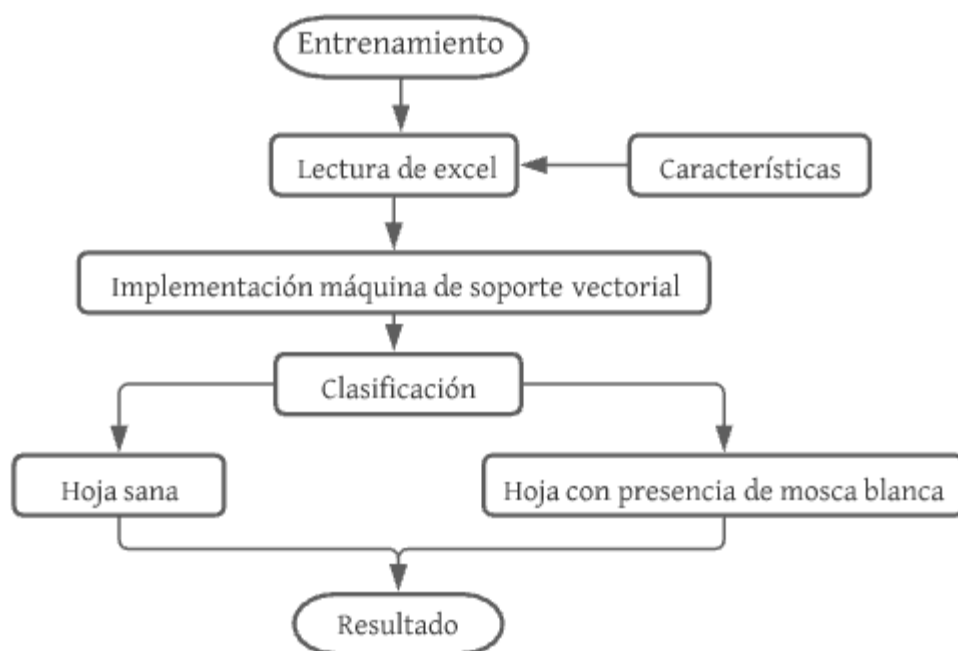 Entrenamiento
Lectura de excel
Característísticas
Implementación máquina de soporte vectorial
Clasificación
Hoja sana
Hoja con presencia de mosca blanca
Resultado